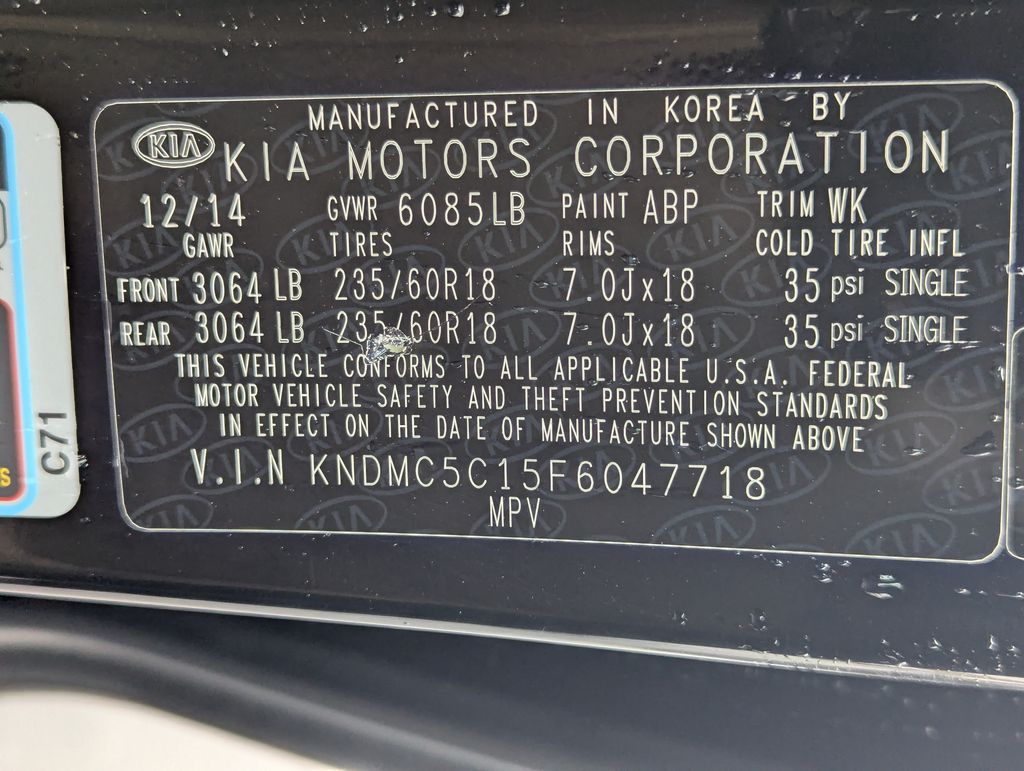 MANUFACTURED IN KOREA BY
KIA KIA MOTORS CORPORATION
12/14 GVWR 6085LB PAINT ABP TRIM WK
GAWR TIRES RIMS COLD TIRE INFL
FRONT 3064 LB 235/60R18 7.0Jx18 35 psi SINGLE
REAR 3064 LB 235/60R18 7.0Jx18 35 psi SINGLE
THIS VEHICLE CONFORMS TO ALL APPLICABLE U.S.A. FEDERAL
MOTOR VEHICLE SAFETY AND THEFT PREVENTION STANDARDS
IN EFFECT ON THE DATE OF MANUFACTURE SHOWN ABOVE
V.I.N KNDMC5C15F6047718
MPV
C71